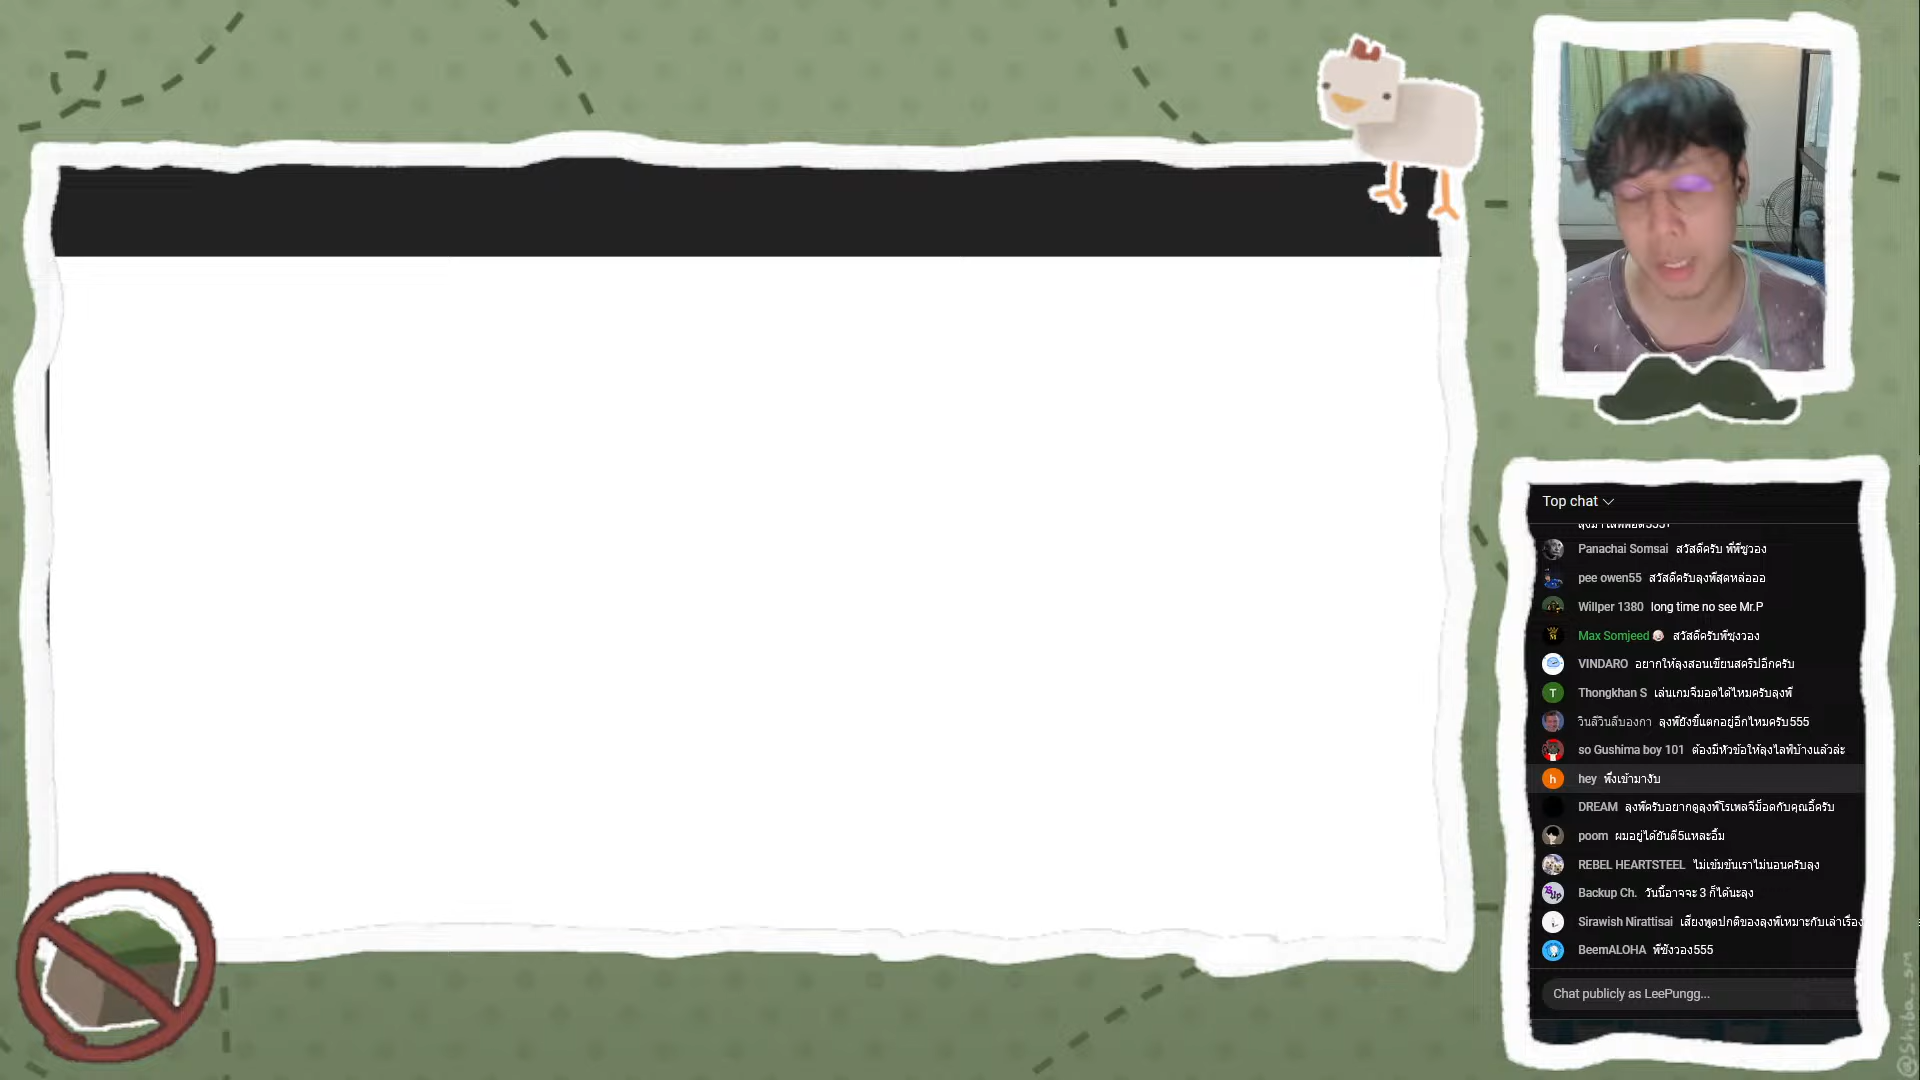 Top chat
Panachai Somsai สวัสดีครับ พี่พีซูวอง
pee owen55 สวัสดีครับลุงพีสุดหล่อออ
Willper 1380 long time no see Mr.P
Max Somjeed สวัสดีครับพีซุงวอง
VINDARO อยากให้ลุงสอนเขียนสคริปอีกครับ
Thongkhan S เล่นเกมจีมอดได้ไหมครับลุงพี
วินลีวินลีบองกา ลุงพียังขี้แตกอยู่อีกไหมครับ555
so Gushima boy 101 ต้องมีหัวข้อให้ลุงไลฟ์บ้างแล้วล่ะ
hey พึ่งเข้ามางับ
DREAM ลุงพีครับอยากดูลุงพีโรเพลจีม็อดกับคุณอี้ครับ
poom ผมอยู่ได้ยันตี5แหละอิ้ม
REBEL HEARTSTEEL ไม่เข้มข้นเราไม่นอนครับลุง
Backup Ch. วันนี้อาจจะ 3 ก็ได้นะลุง
Sirawish Nirattisai เสียงพูดปกติของลุงพีเหมาะกับเล่าเรื่อง
BeemALOHA พีซังวอง555
Chat publicly as LeePungg...
@Shiba_sm